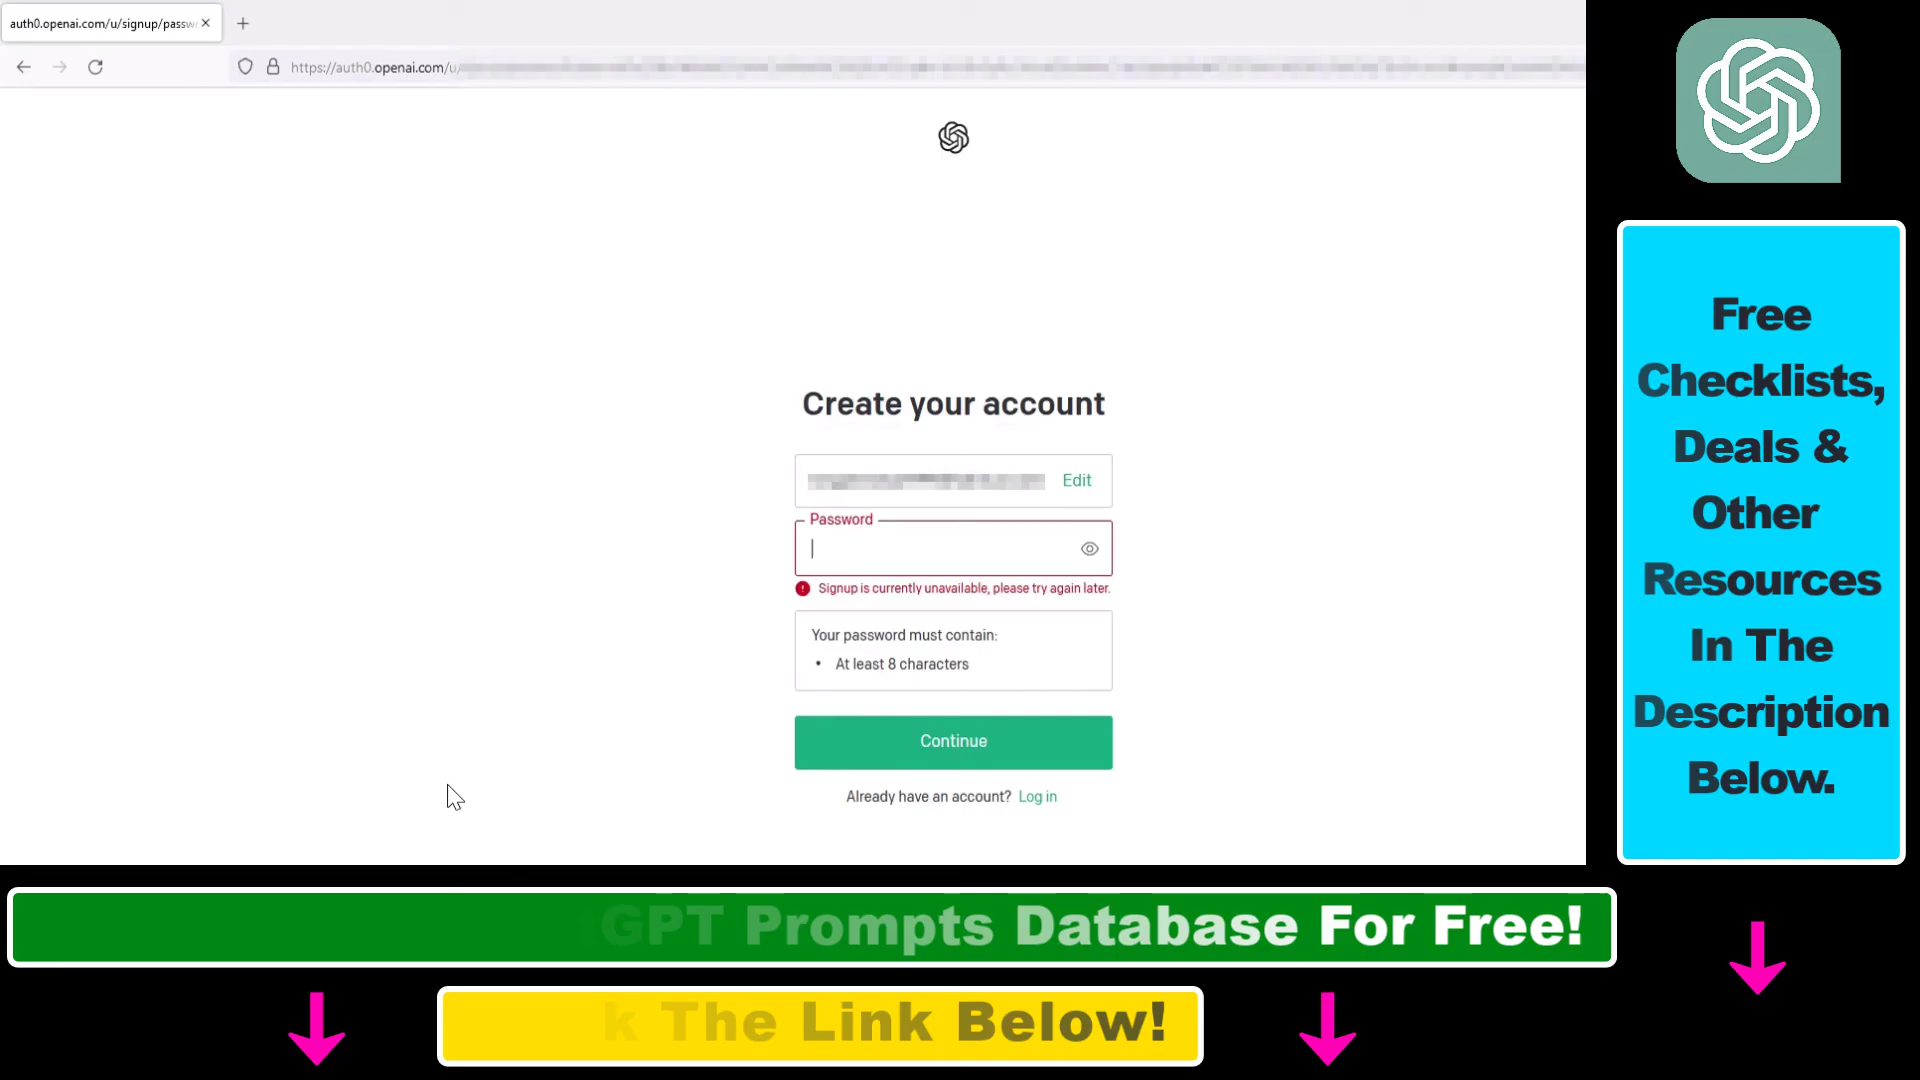 auth0.openai.com/u/signup/passw
https://auth0.openai.com/u/
Create your account
Edit
Password
Signup is currently unavailable, please try again later.
Your password must contain:
• At least 8 characters
Continue
Already have an account? Log in
Free
Checklists,
Deals &
Other
Resources
In The
Description
Below.
GPT Prompts Database For Free!
k The Link Below!